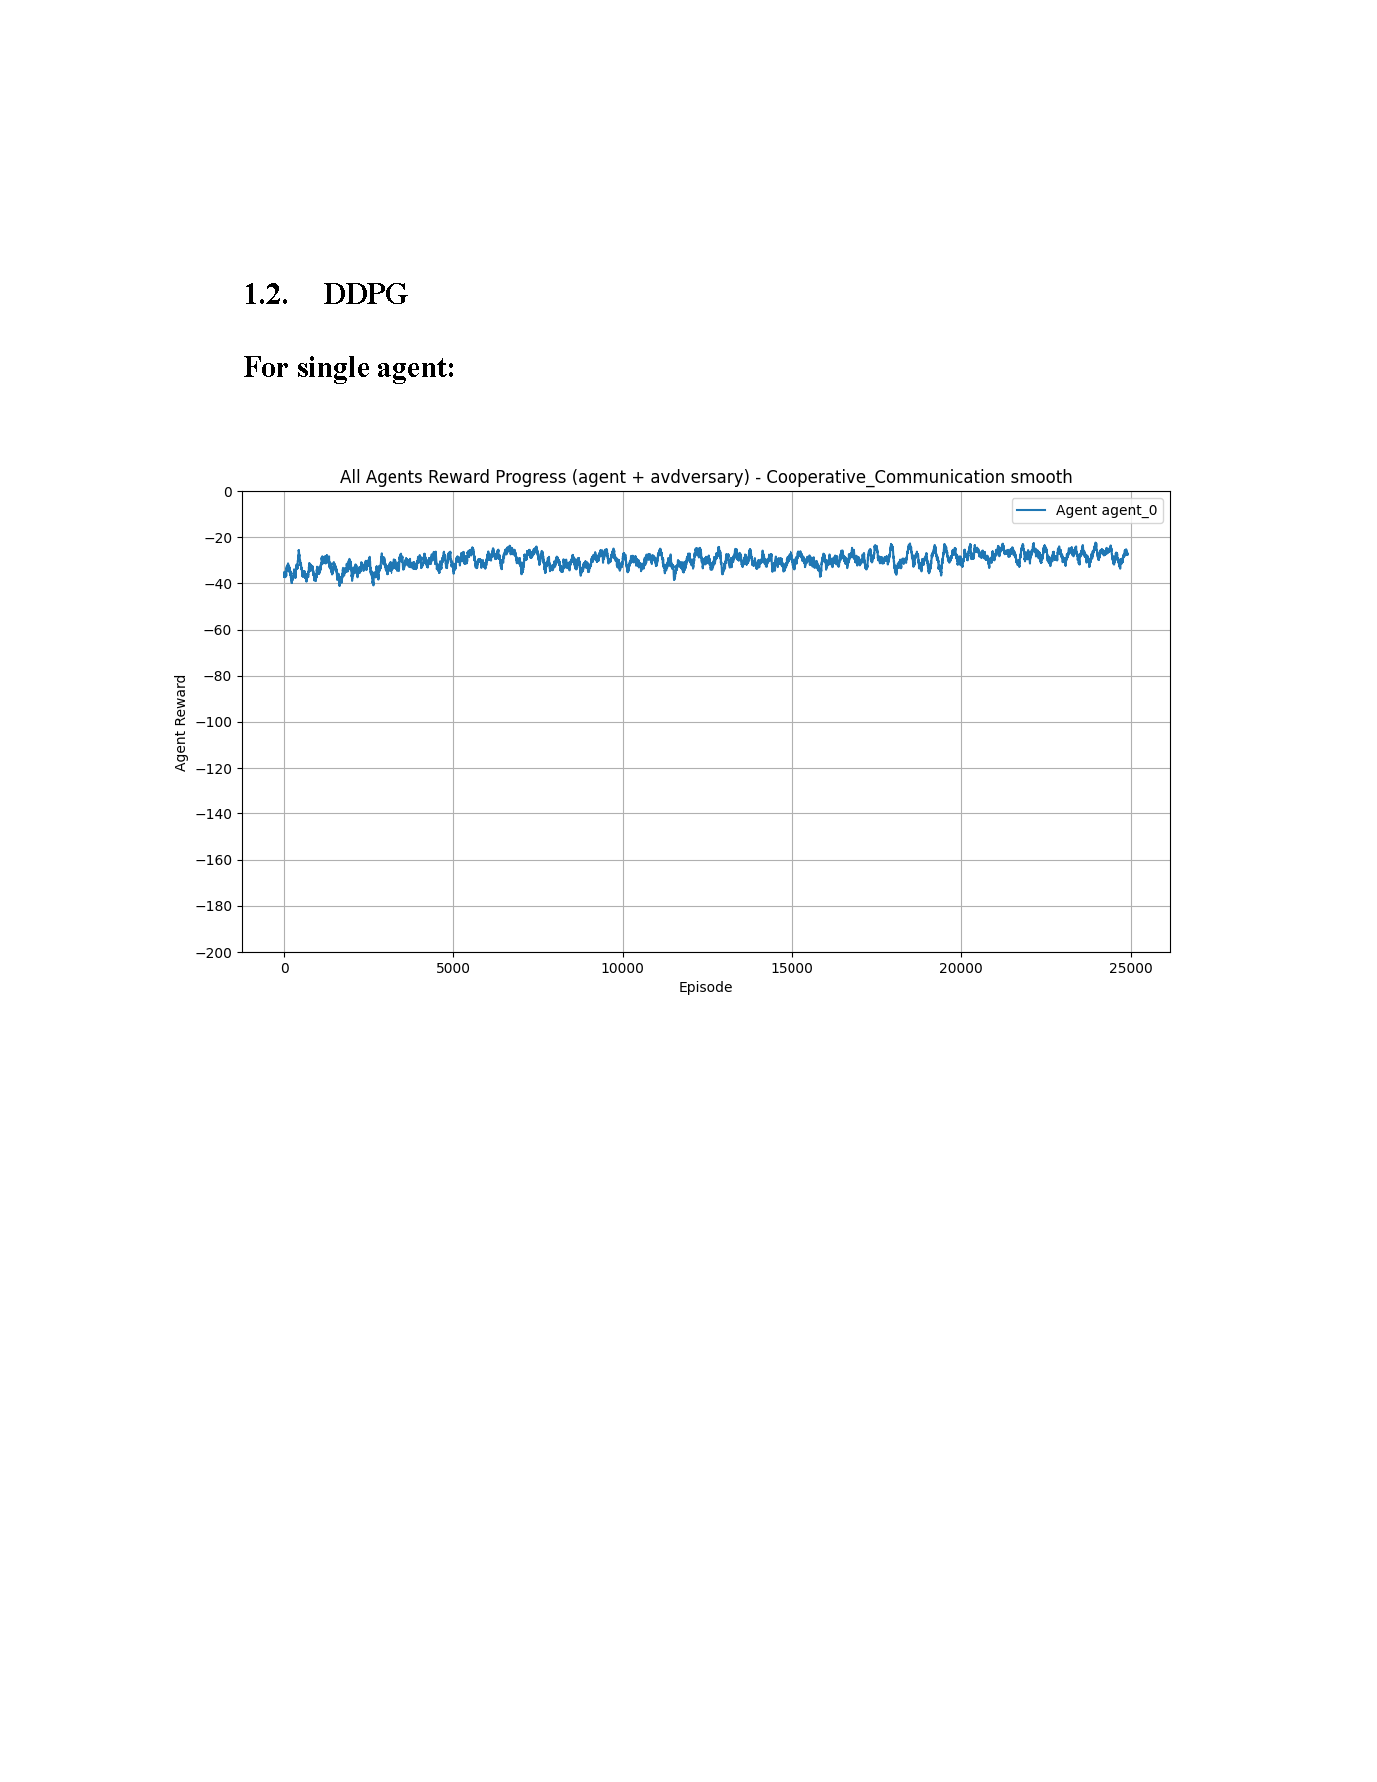 1.2. DDPG
For single agent:
All Agents Reward Progress (agent + avdversary) - Cooperative_Communication smooth
Agent agent_0
Agent Reward
0
−20
−40
−60
−80
−100
−120
−140
−160
−180
−200
0 5000 10000 15000 20000 25000
Episode